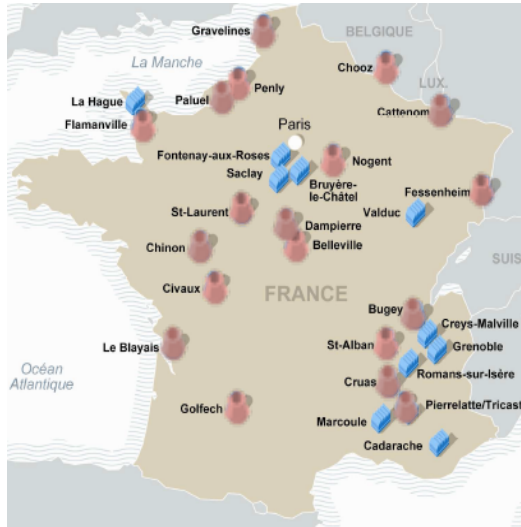 Gravelines
BELGIQUE
La Manche
Chooz
Penly
LUX.
La Hague
Paluel
Cattenom
Flamanville
Paris
Fontenay-aux-Roses
Nogent
Saclay
Bruyère-
le-Châtel
Fessenheim
St-Laurent
Valduc
Dampierre
Chinon
Belleville
SUIS
Civaux
FRANCE
Bugey
Creys-Malville
Le Blayais
St-Alban
Grenoble
Océan
Atlantique
Romans-sur-Isère
Cruas
Golfech
Pierrelatte/Tricast
Marcoule
Cadarache